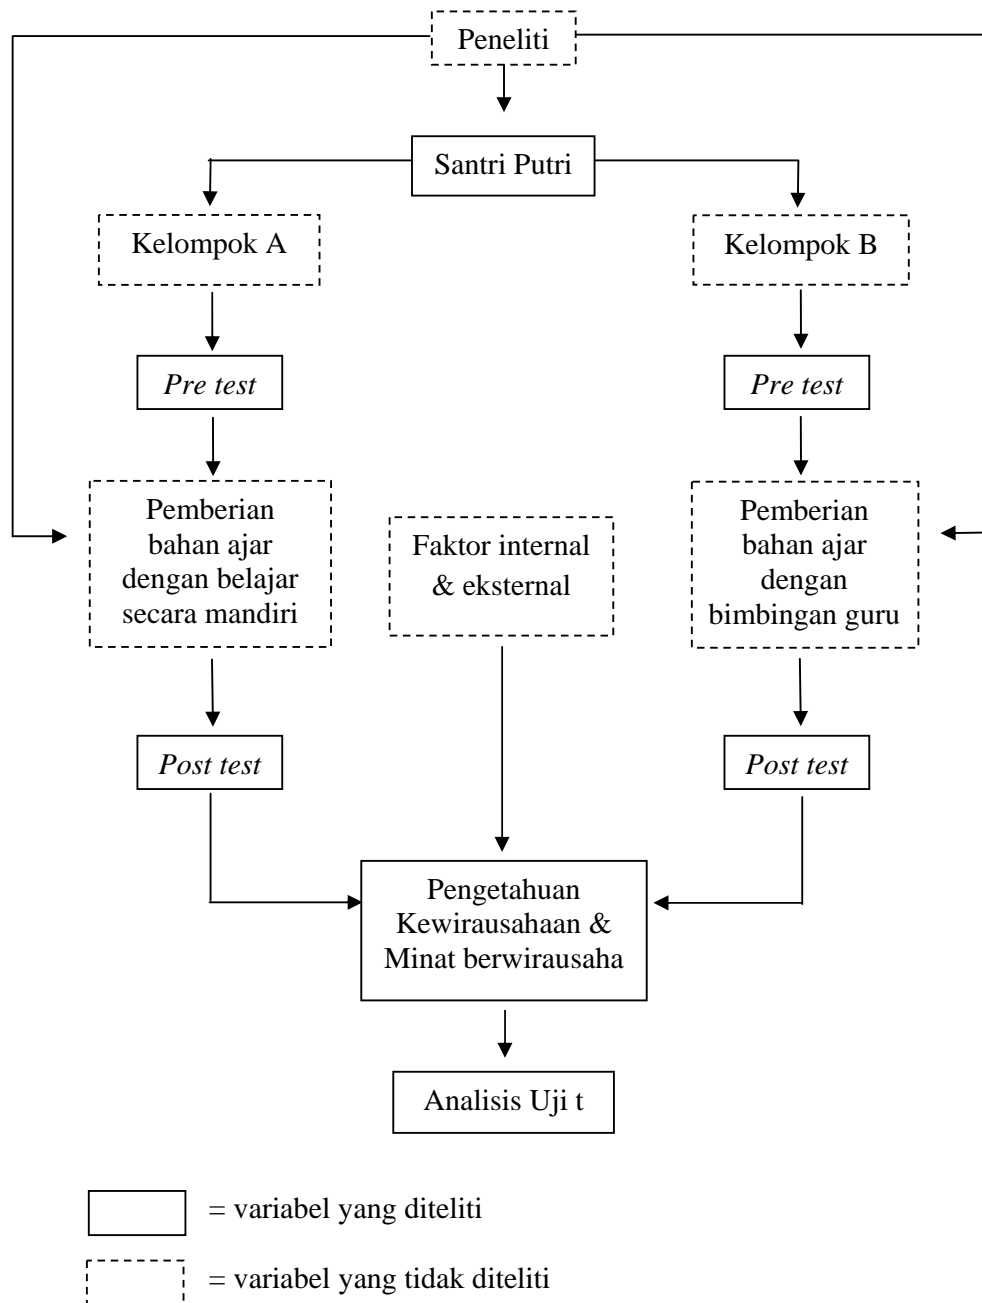 Peneliti
Santri Putri
Kelompok A
Kelompok B
Pre test
Pre test
Pemberian
bahan ajar
dengan belajar
secara mandiri
Faktor internal
& eksternal
Pemberian
bahan ajar
dengan
bimbingan guru
Post test
Post test
Pengetahuan
Kewirausahaan &
Minat berwirausaha
Analisis Uji t
= variabel yang diteliti
= variabel yang tidak diteliti